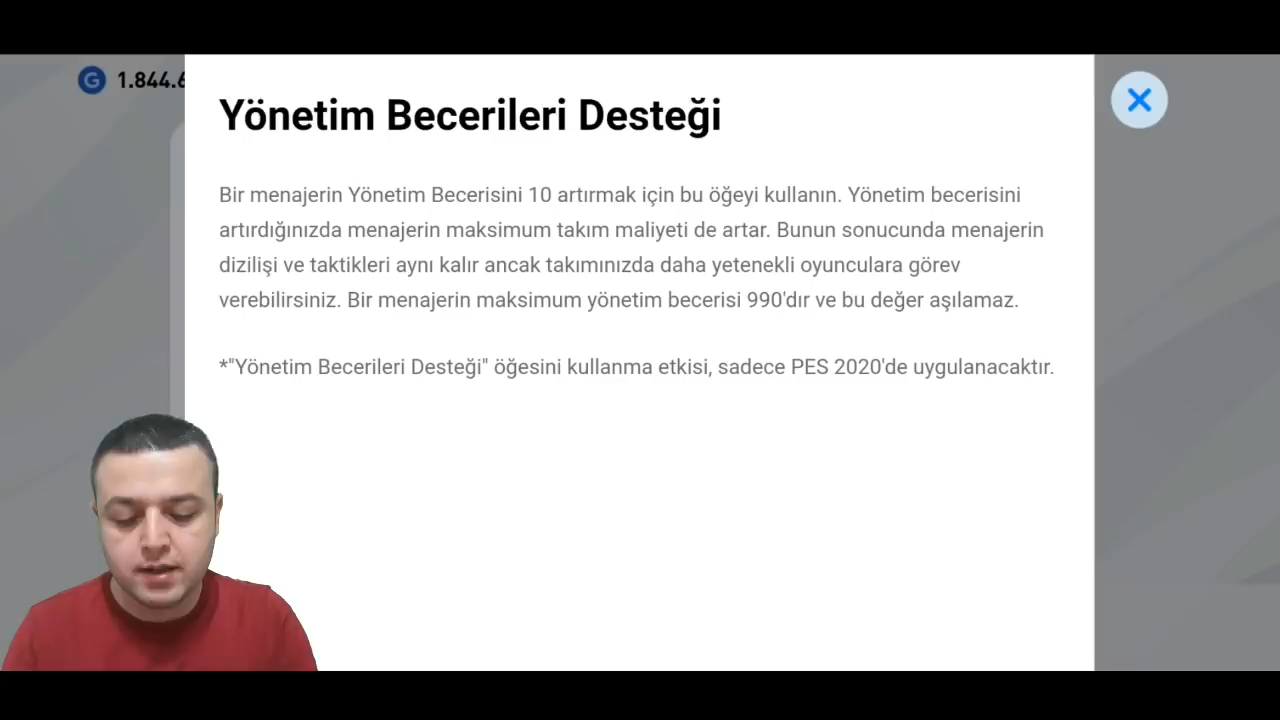 G 1.844.6
Yönetim Becerileri Desteği
Bir menajerin Yönetim Becerisini 10 artırmak için bu öğeyi kullanın. Yönetim becerisini
artırdığınızda menajerin maksimum takım maliyeti de artar. Bunun sonucunda menajerin
dizilişi ve taktikleri aynı kalır ancak takımınızda daha yetenekli oyunculara görev
verebilirsiniz. Bir menajerin maksimum yönetim becerisi 990'dır ve bu değer aşılamaz.
*"Yönetim Becerileri Desteği" öğesini kullanma etkisi, sadece PES 2020'de uygulanacaktır.